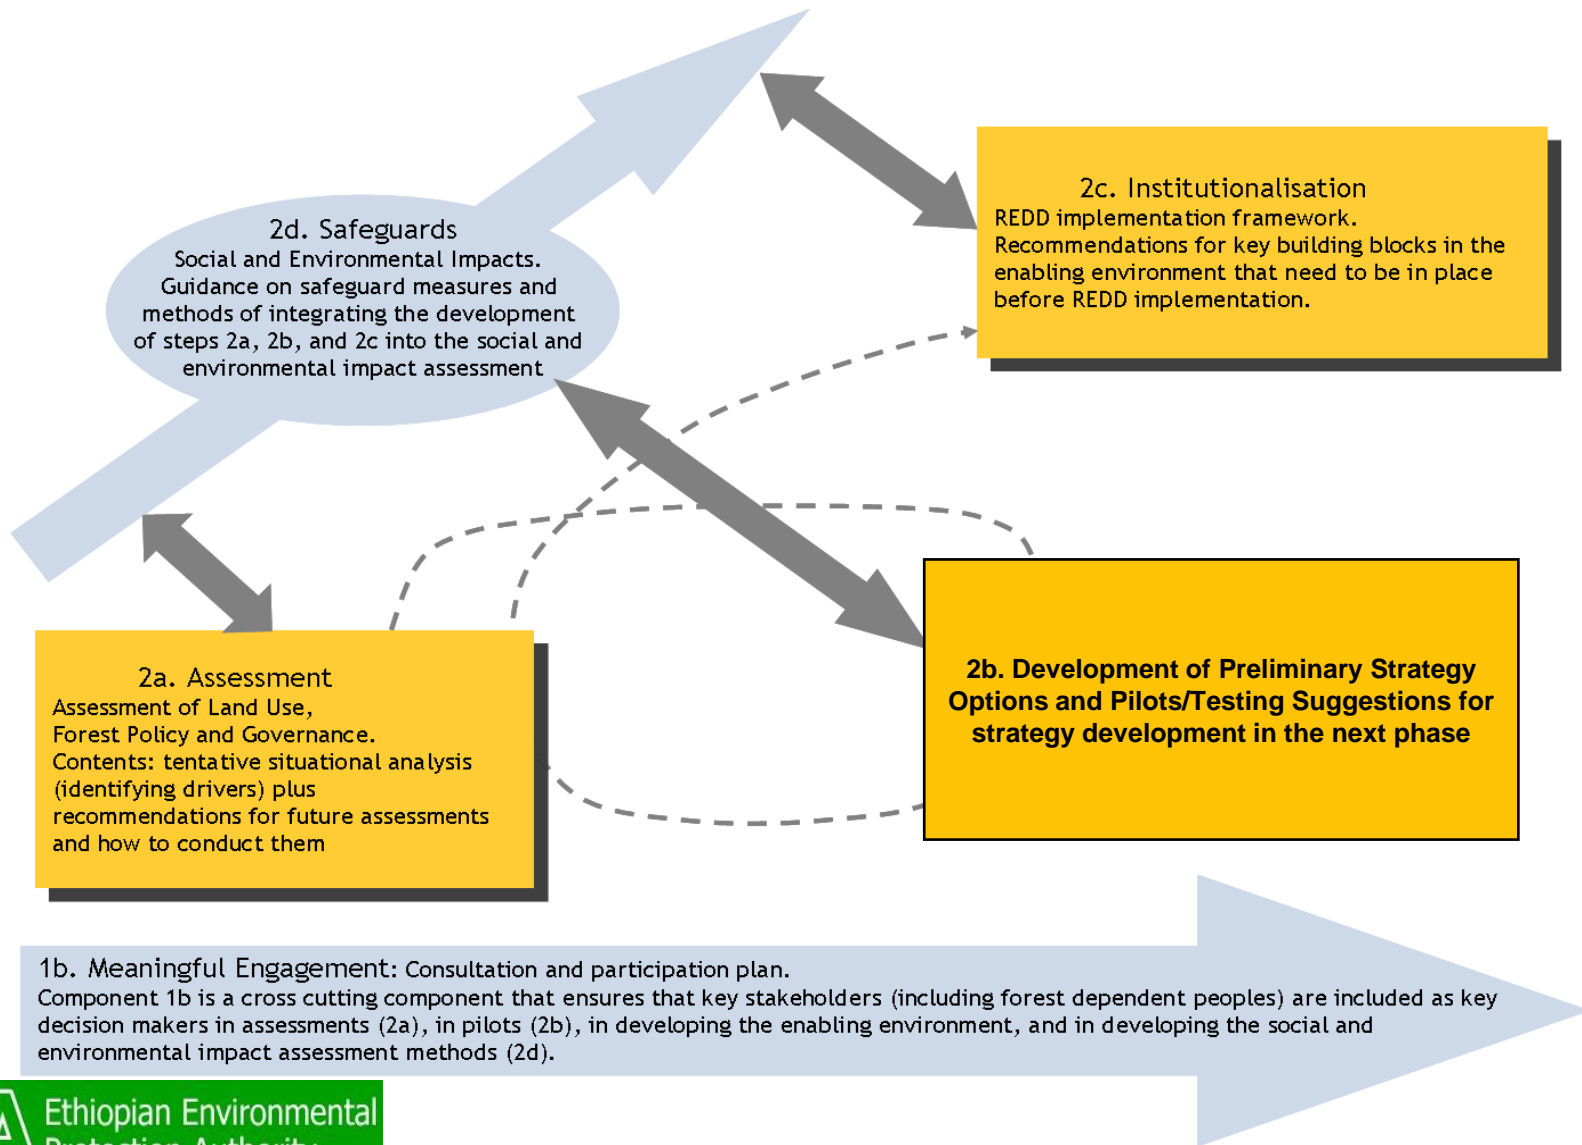 2d. Safeguards
Social and Environmental Impacts.
Guidance on safeguard measures and
methods of integrating the development
of steps 2a, 2b, and 2c into the social and
environmental impact assessment
2c. Institutionalisation
REDD implementation framework.
Recommendations for key building blocks in the
enabling environment that need to be in place
before REDD implementation.
2a. Assessment
Assessment of Land Use,
Forest Policy and Governance.
Contents: tentative situational analysis
(identifying drivers) plus
recommendations for future assessments
and how to conduct them
2b. Development of Preliminary Strategy
Options and Pilots/Testing Suggestions for
strategy development in the next phase
1b. Meaningful Engagement: Consultation and participation plan.
Component 1b is a cross cutting component that ensures that key stakeholders (including forest dependent peoples) are included as key
decision makers in assessments (2a), in pilots (2b), in developing the enabling environment, and in developing the social and
environmental impact assessment methods (2d).
Ethiopian Environmental
Protection Authority